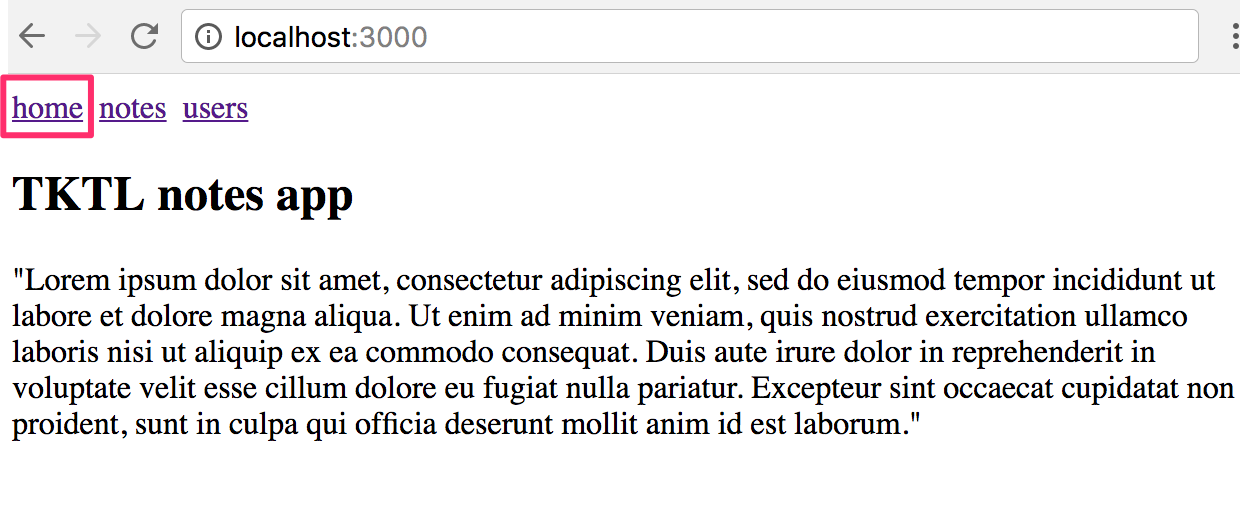 localhost:3000
home notes users
TKTL notes app
"Lorem ipsum dolor sit amet, consectetur adipiscing elit, sed do eiusmod tempor incididunt ut
labore et dolore magna aliqua. Ut enim ad minim veniam, quis nostrud exercitation ullamco
laboris nisi ut aliquip ex ea commodo consequat. Duis aute irure dolor in reprehenderit in
voluptate velit esse cillum dolore eu fugiat nulla pariatur. Excepteur sint occaecat cupidatat non
proident, sunt in culpa qui officia deserunt mollit anim id est laborum."